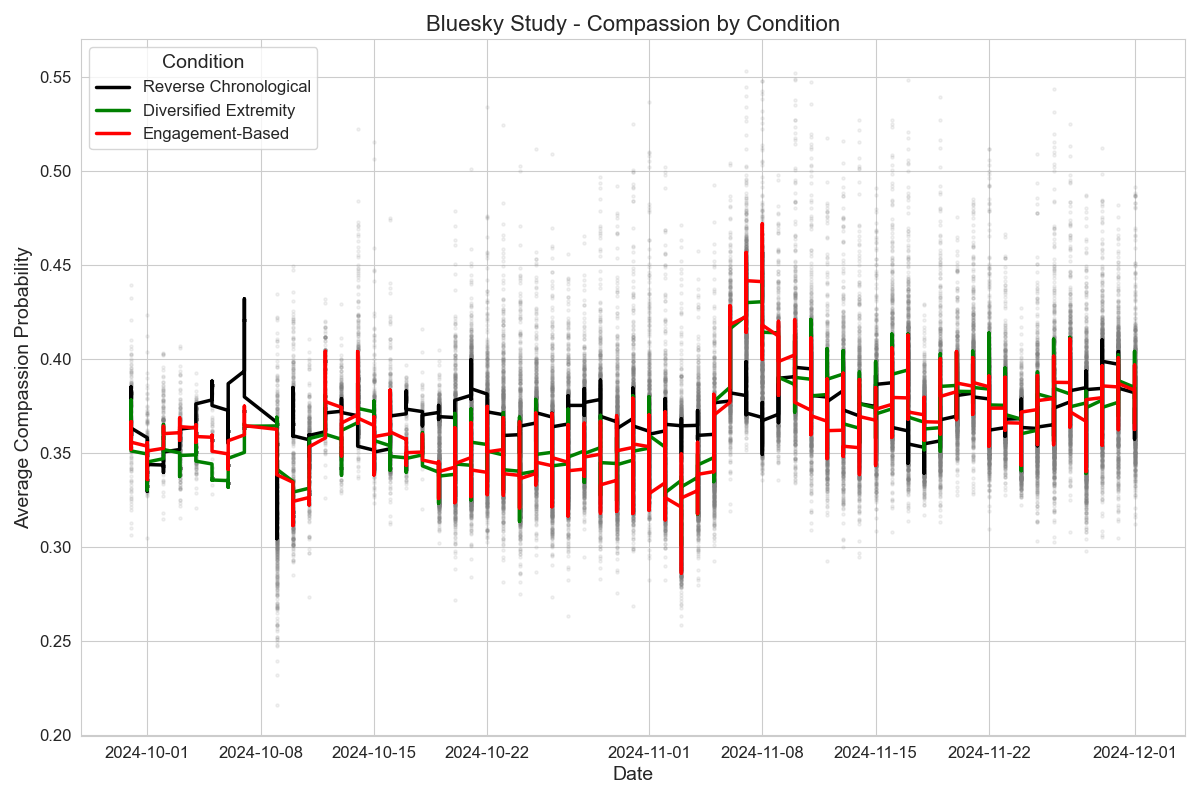 Bluesky Study - Compassion by Condition
Condition
Reverse Chronological
Diversified Extremity
Engagement-Based
Average Compassion Probability
0.55
0.50
0.45
0.40
0.35
0.30
0.25
0.20
2024-10-01
2024-10-08
2024-10-15
2024-10-22
2024-11-01
2024-11-08
2024-11-15
2024-11-22
2024-12-01
Date